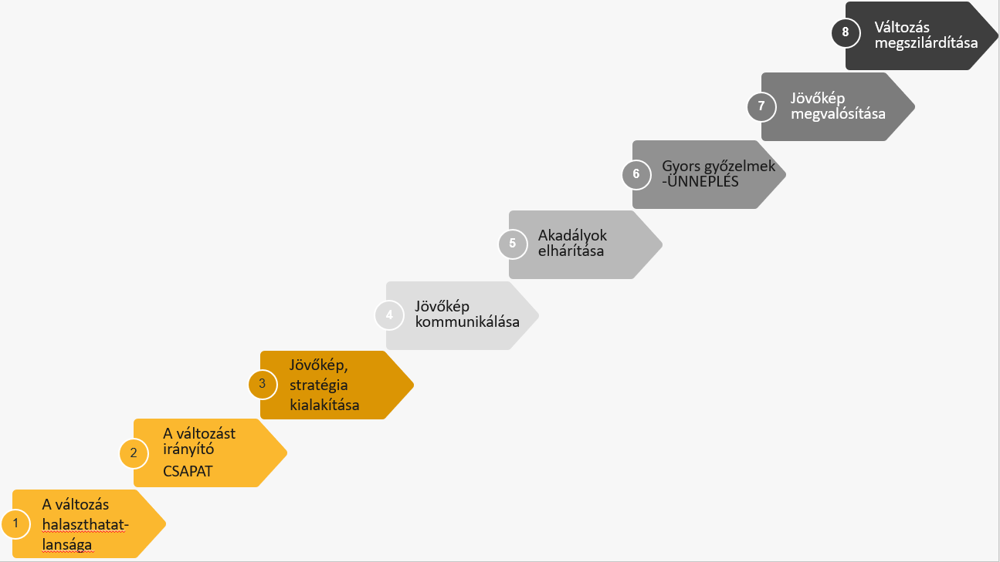 8
Változás
megszilárdítása
7
Jövőkép
megvalósítása
6
Gyors győzelmek
-ÜNNEPLÉS
5
Akadályok
elhárítása
4
Jövőkép
kommunikálása
3
Jövőkép,
stratégia
kialakítása
2
A változást
irányító
CSAPAT
1
A változás
halaszthatat-
lansága